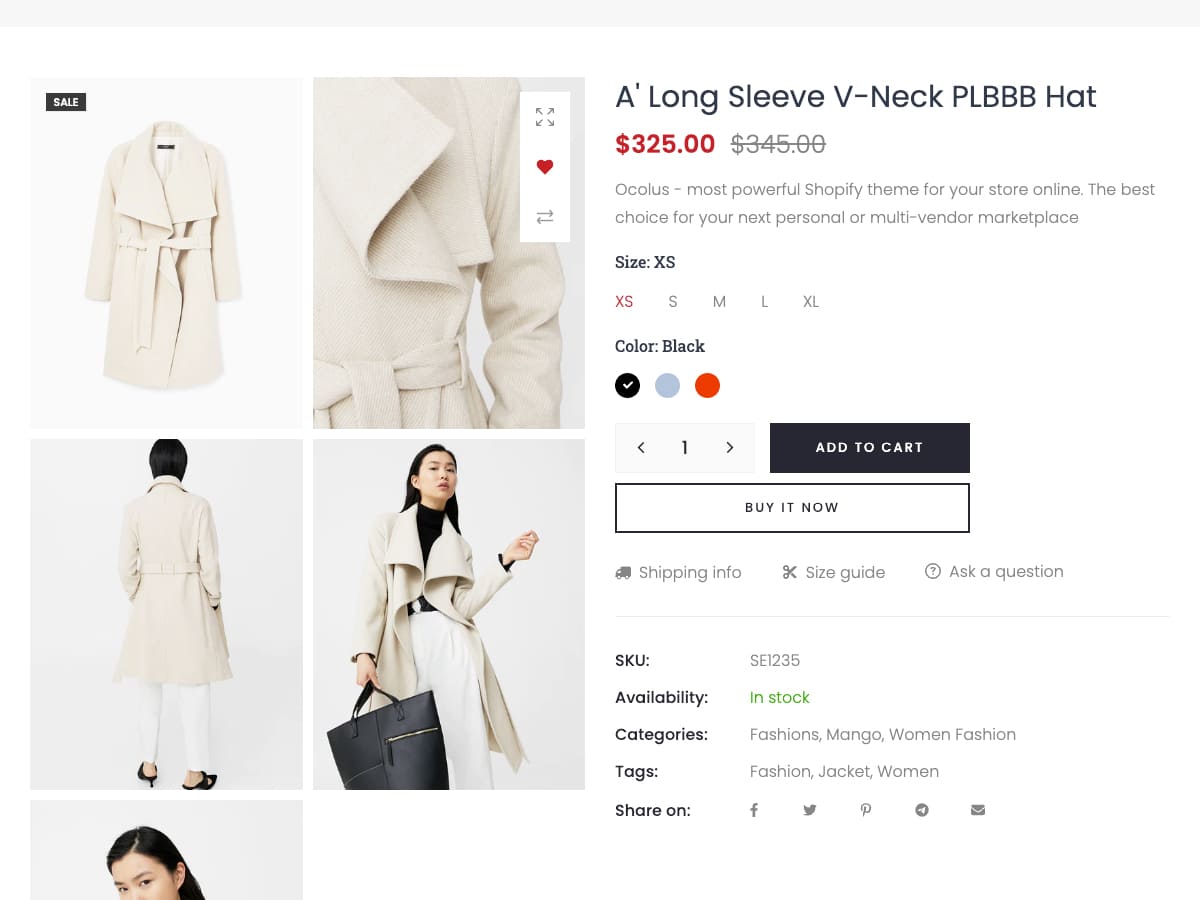 SALE
A' Long Sleeve V-Neck PLBBB Hat
$325.00 $345.00
Ocolus - most powerful Shopify theme for your store online. The best
choice for your next personal or multi-vendor marketplace
Size: XS
XS S M L XL
Color: Black
1 ADD TO CART
BUY IT NOW
Shipping info Size guide Ask a question
SKU: SE1235
Availability: In stock
Categories: Fashions, Mango, Women Fashion
Tags: Fashion, Jacket, Women
Share on: